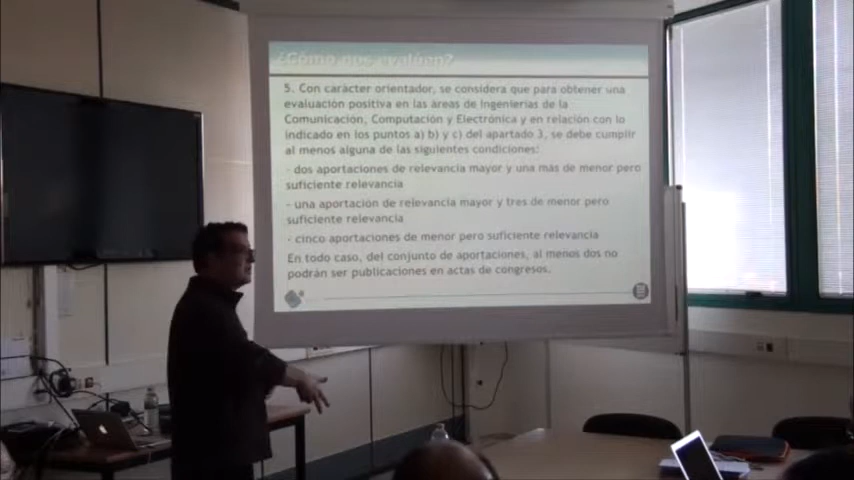 ¿Cómo nos evalúen?
5. Con carácter orientador, se considera que para obtener una
evaluación positiva en las áreas de Ingenierías de la
Comunicación, Computación y Electrónica y en relación con lo
indicado en los puntos a) b) y c) del apartado 3, se debe cumplir
al menos alguna de las siguientes condiciones:
- dos aportaciones de relevancia mayor y una más de menor pero
suficiente relevancia
- una aportación de relevancia mayor y tres de menor pero
suficiente relevancia
- cinco aportaciones de menor pero suficiente relevancia
En todo caso, del conjunto de aportaciones, al menos dos no
podrán ser publicaciones en actas de congresos.